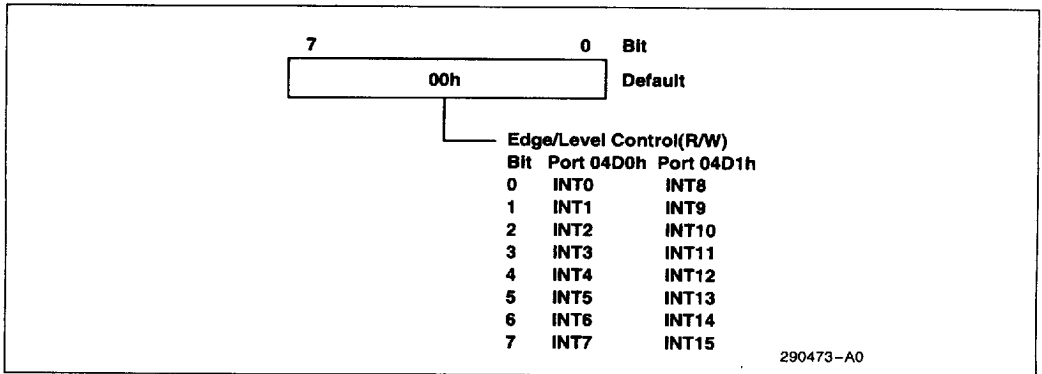 7 0 Bit
00h Default
Edge/Level Control(R/W)
Bit Port 04D0h Port 04D1h
0 INT0 INT8
1 INT1 INT9
2 INT2 INT10
3 INT3 INT11
4 INT4 INT12
5 INT5 INT13
6 INT6 INT14
7 INT7 INT15
290473–A0